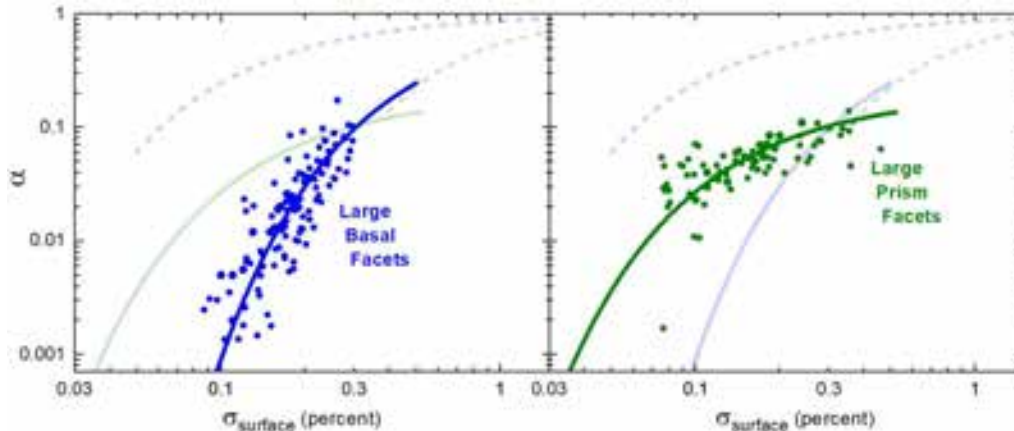 1
0.1
0.01
0.001
α
Large
Basal
Facets
0.03 0.1 0.3 1
σsurface (percent)
Large
Prism
Facets
0.03 0.1 0.3 1
σsurface (percent)